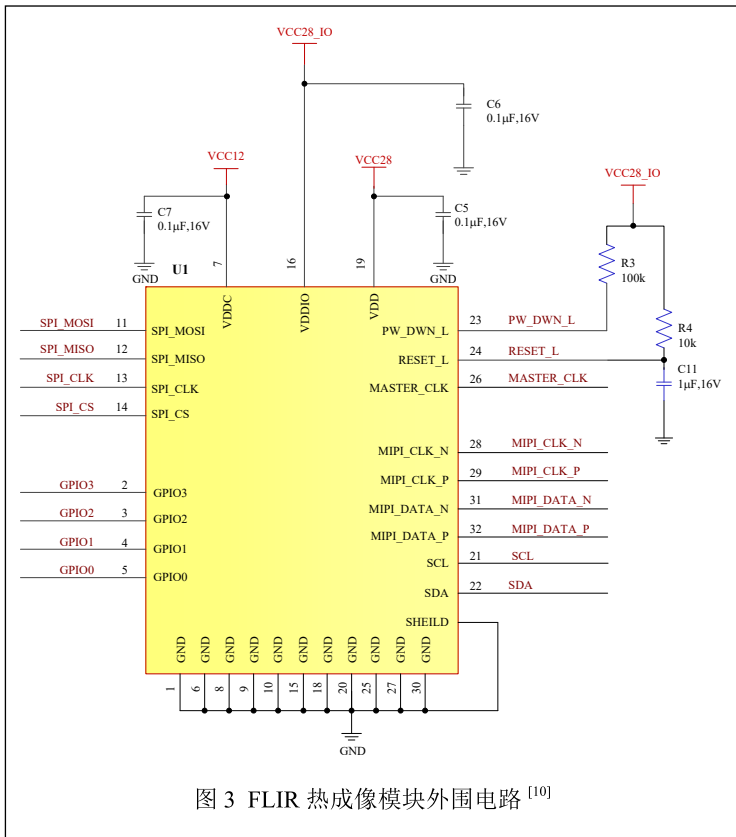 VCC28_IO
C6
0.1μF,16V
VCC12
VCC28
VCC28_IO
C7
0.1μF,16V
C5
0.1μF,16V
GND
U1
7
16
19
GND
R3
100k
VDDC
VDDIO
VDD
SPI_MOSI 11 SPI_MOSI
SPI_MISO 12 SPI_MISO
SPI_CLK 13 SPI_CLK
SPI_CS 14 SPI_CS
GPIO3 2 GPIO3
GPIO2 3 GPIO2
GPIO1 4 GPIO1
GPIO0 5 GPIO0
PW_DWN_L 23 PW_DWN_L
RESET_L 24 RESET_L
MASTER_CLK 26 MASTER_CLK
R4
10k
C11
1μF,16V
MIPI_CLK_N 28 MIPI_CLK_N
MIPI_CLK_P 29 MIPI_CLK_P
MIPI_DATA_N 31 MIPI_DATA_N
MIPI_DATA_P 32 MIPI_DATA_P
SCL 21 SCL
SDA 22 SDA
SHEILD
GND GND GND GND GND GND GND GND GND GND
1 6 8 9 10 15 18 20 25 27 30
GND
图 3 FLIR 热成像模块外围电路 [10]